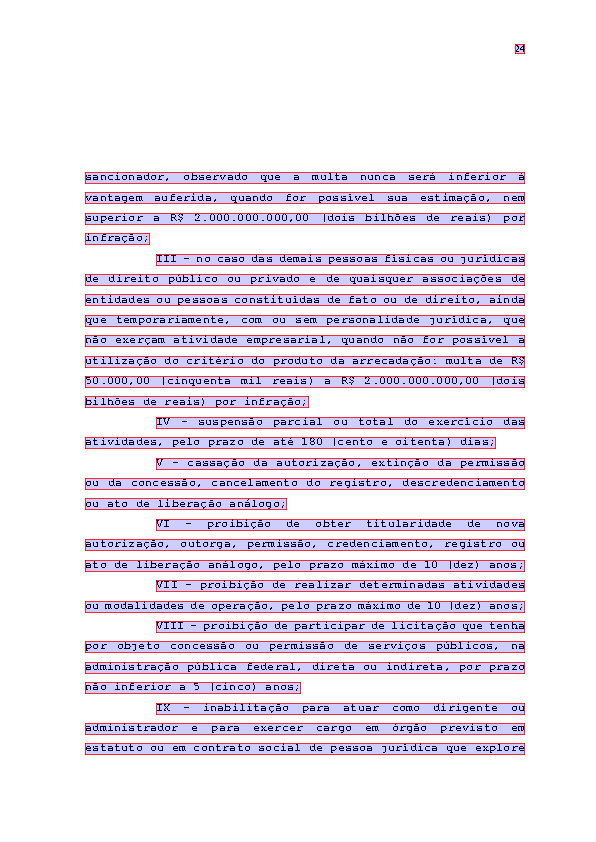 24
sancionador, observado que a multa nunca será inferior à
vantagem auferida, quando for possível sua estimação, nem
superior a R$ 2.000.000.000,00 (dois bilhões de reais) por
infração;
III – no caso das demais pessoas físicas ou jurídicas
de direito público ou privado e de quaisquer associações de
entidades ou pessoas constituídas de fato ou de direito, ainda
que temporariamente, com ou sem personalidade jurídica, que
não exerçam atividade empresarial, quando não for possível a
utilização do critério do produto da arrecadação: multa de R$
50.000,00 (cinquenta mil reais) a R$ 2.000.000.000,00 (dois
bilhões de reais) por infração;
IV – suspensão parcial ou total do exercício das
atividades, pelo prazo de até 180 (cento e oitenta) dias;
V – cassação da autorização, extinção da permissão
ou da concessão, cancelamento do registro, descredenciamento
ou ato de liberação análogo;
VI – proibição de obter titularidade de nova
autorização, outorga, permissão, credenciamento, registro ou
ato de liberação análogo, pelo prazo máximo de 10 (dez) anos;
VII – proibição de realizar determinadas atividades
ou modalidades de operação, pelo prazo máximo de 10 (dez) anos;
VIII – proibição de participar de licitação que tenha
por objeto concessão ou permissão de serviços públicos, na
administração pública federal, direta ou indireta, por prazo
não inferior a 5 (cinco) anos;
IX – inabilitação para atuar como dirigente ou
administrador e para exercer cargo em órgão previsto em
estatuto ou em contrato social de pessoa jurídica que explore